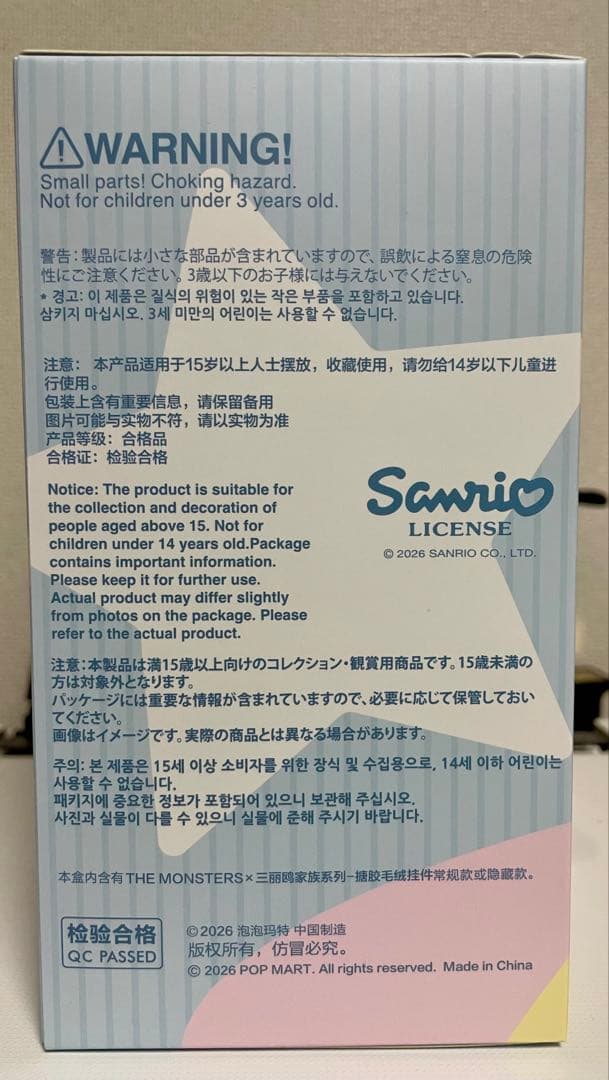 WARNING!
Small parts! Choking hazard.
Not for children under 3 years old.
警告：製品には小さな部品が含まれていますので、誤飲による窒息の危険
性にご注意ください。3歳以下のお子様には与えないでください。
* 경고: 이 제품은 질식의 위험이 있는 작은 부품을 포함하고 있습니다.
삼키지 마십시오. 3세 미만의 어린이는 사용할 수 없습니다.
注意： 本产品适用于15岁以上人士摆放，收藏使用，请勿给14岁以下儿童进
行使用。
包装上含有重要信息，请保留备用
图片可能与实物不符，请以实物为准
产品等级：合格品
合格证：检验合格
Notice: The product is suitable for
the collection and decoration of
people aged above 15. Not for
children under 14 years old.Package
contains important information.
Please keep it for further use.
Actual product may differ slightly
from photos on the package. Please
refer to the actual product.
Sanrio
LICENSE
© 2026 SANRIO CO., LTD.
注意：本製品は満15歳以上向けのコレクション・観賞用商品です。15歳未満の
方は対象外となります。
パッケージには重要な情報が含まれていますので、必要に応じて保管しておい
てください。
画像はイメージです。実際の商品とは異なる場合があります。
주의: 본 제품은 15세 이상 소비자를 위한 장식 및 수집용으로, 14세 이하 어린이는
사용할 수 없습니다.
패키지에 중요한 정보가 포함되어 있으니 보관해 주십시오.
사진과 실물이 다를 수 있으니 실물에 준해 주시기 바랍니다.
本盒内含有 THE MONSTERS × 三丽鸥家族系列-搪胶毛绒挂件常规款或隐藏款。
检验合格
QC PASSED
© 2026 泡泡玛特 中国制造
版权所有，仿冒必究。
© 2026 POP MART. All rights reserved. Made in China